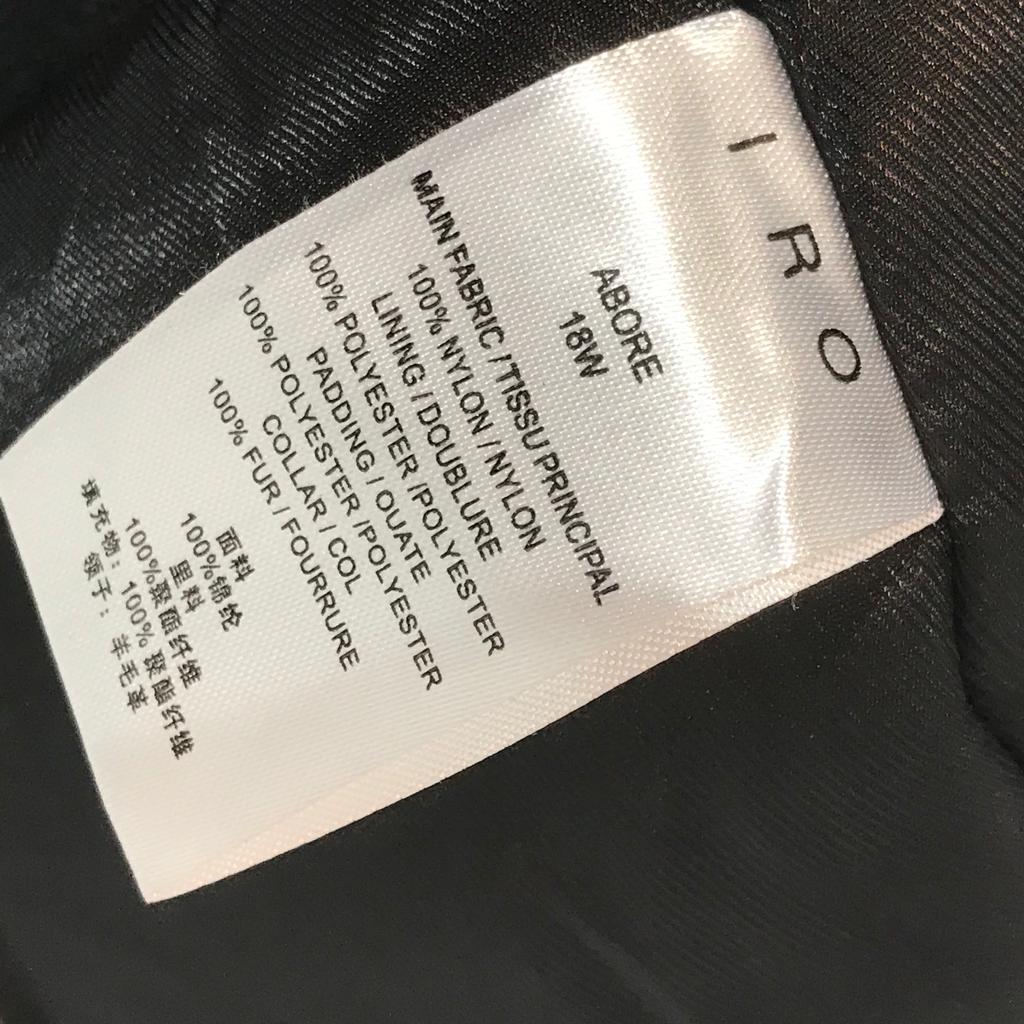 IRO
ABORE
18W
MAIN FABRIC / TISSU PRINCIPAL
100% NYLON / NYLON
LINING / DOUBLURE
100% POLYESTER /POLYESTER
PADDING / OUATE
100% POLYESTER /POLYESTER
COLLAR / COL
100% FUR / FOURRURE
面料
100%锦纶
里料
100%聚酯纤维
填充物：100%聚酯纤维
领子：羊毛革